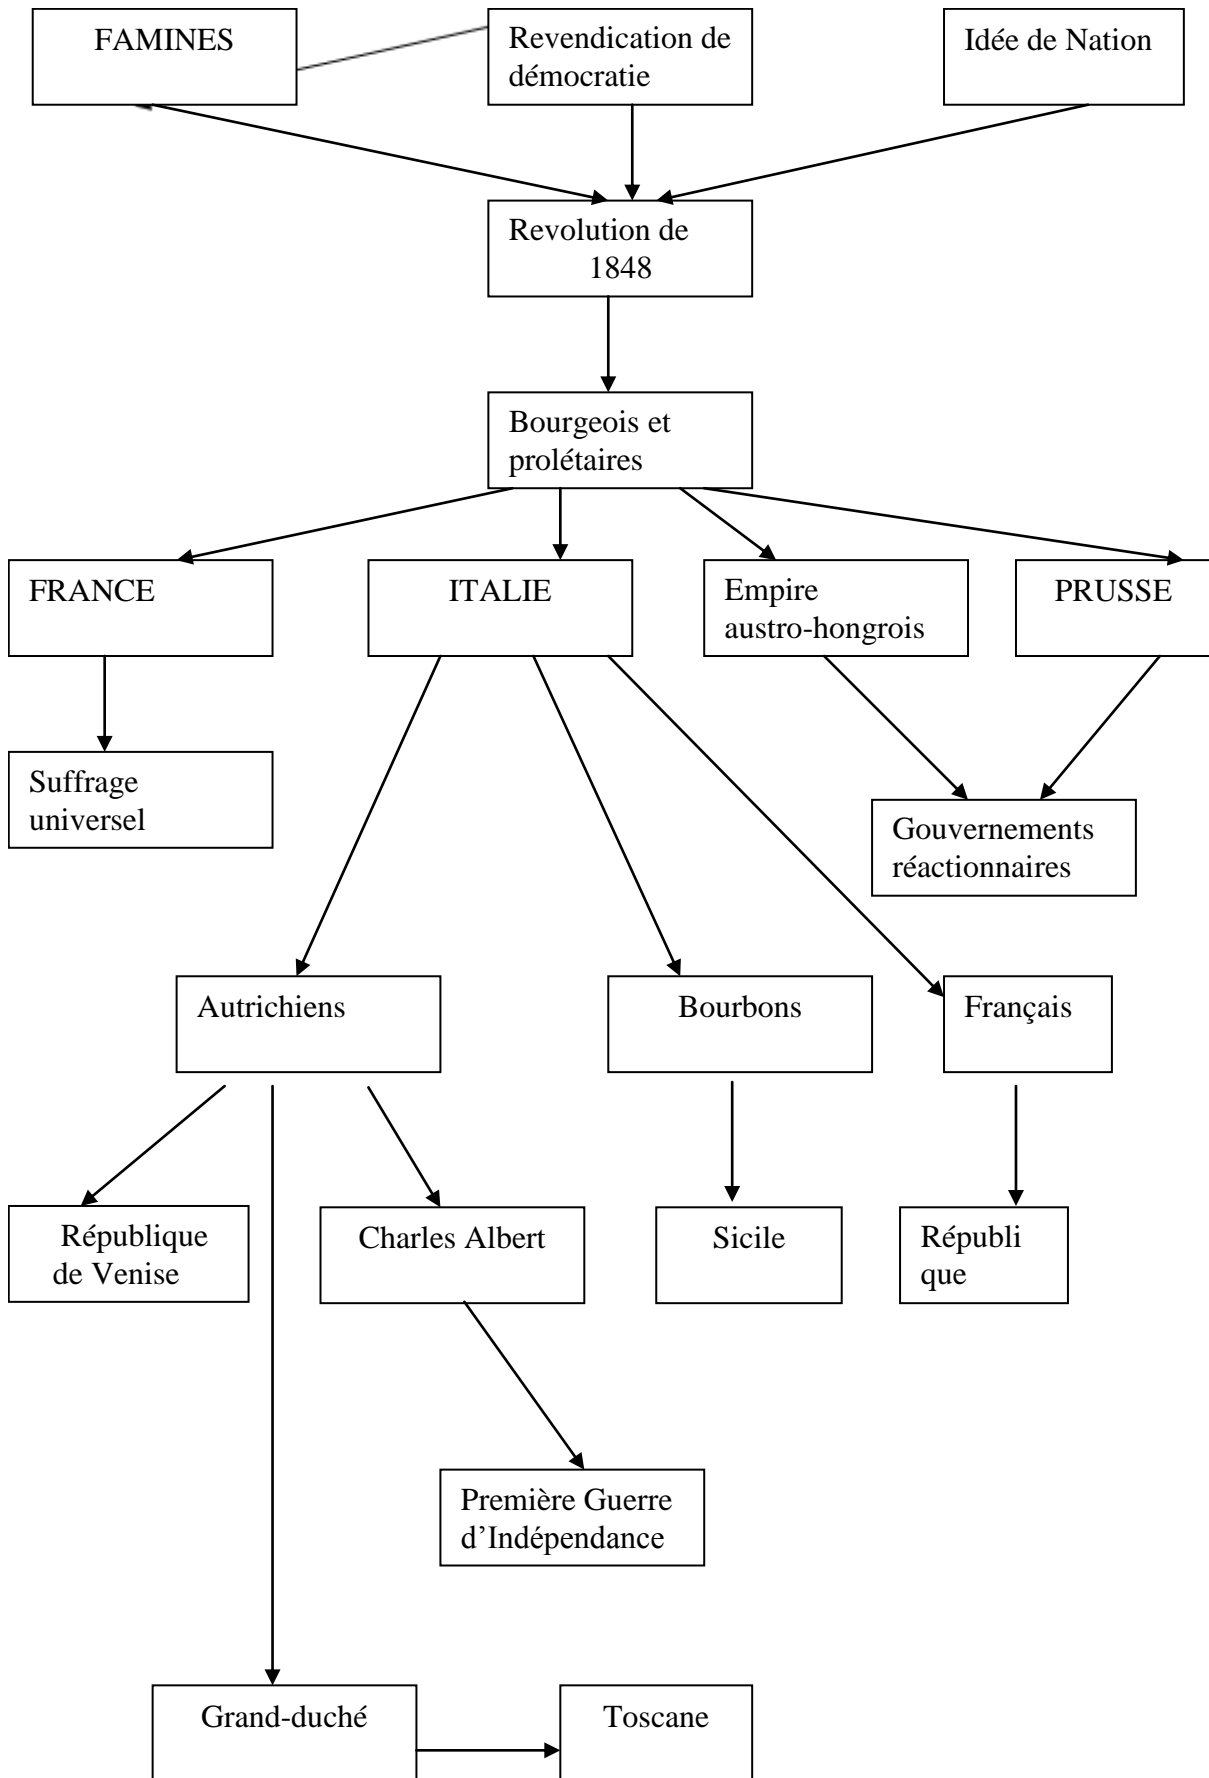 FAMINES
Revendication de
démocratie
Idée de Nation
Revolution de
1848
Bourgeois et
prolétaires
FRANCE
ITALIE
Empire
austro-hongrois
PRUSSE
Suffrage
universel
Gouvernements
réactionnaires
Autrichiens
Bourbons
Français
République
de Venise
Charles Albert
Sicile
Républi
que
Première Guerre
d’Indépendance
Grand-duché
Toscane